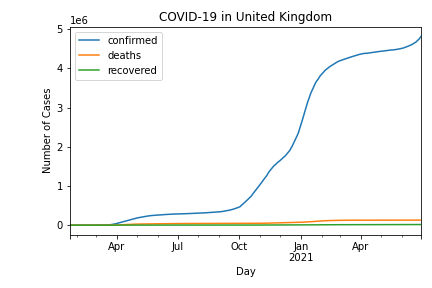 COVID-19 in United Kingdom
1e6
confirmed
deaths
recovered
5
4
3
2
1
0
Number of Cases
Apr Jul Oct Jan Apr
2021
Day